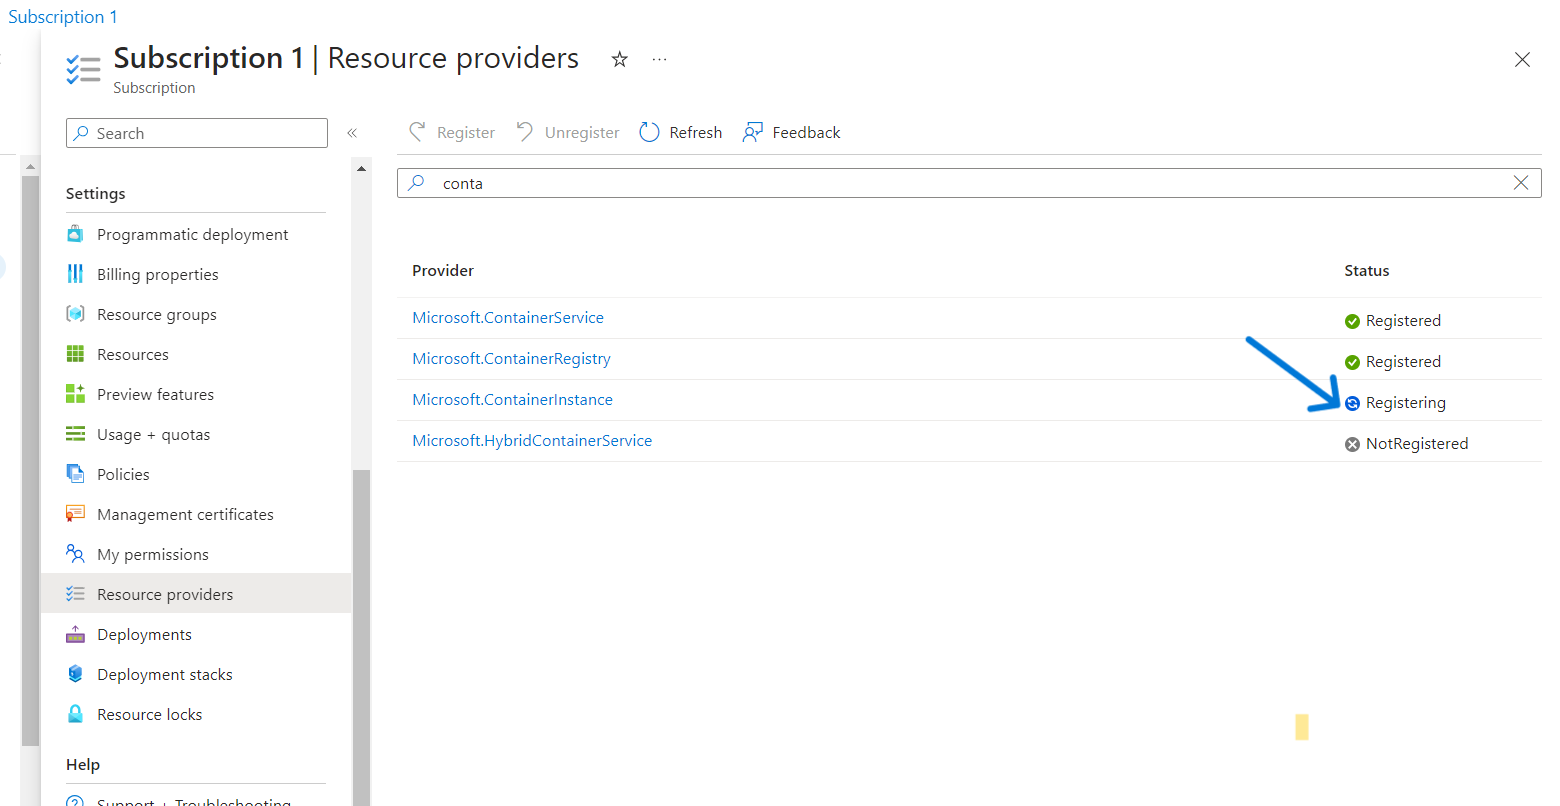 Subscription 1
Subscription 1 | Resource providers
Subscription
Search
Register
Unregister
Refresh
Feedback
conta
Settings
Programmatic deployment
Billing properties
Resource groups
Resources
Preview features
Usage + quotas
Policies
Management certificates
My permissions
Resource providers
Deployments
Deployment stacks
Resource locks
Help
Support + Troubleshooting
Provider Status
Microsoft.ContainerService Registered
Microsoft.ContainerRegistry Registered
Microsoft.ContainerInstance Registering
Microsoft.HybridContainerService NotRegistered